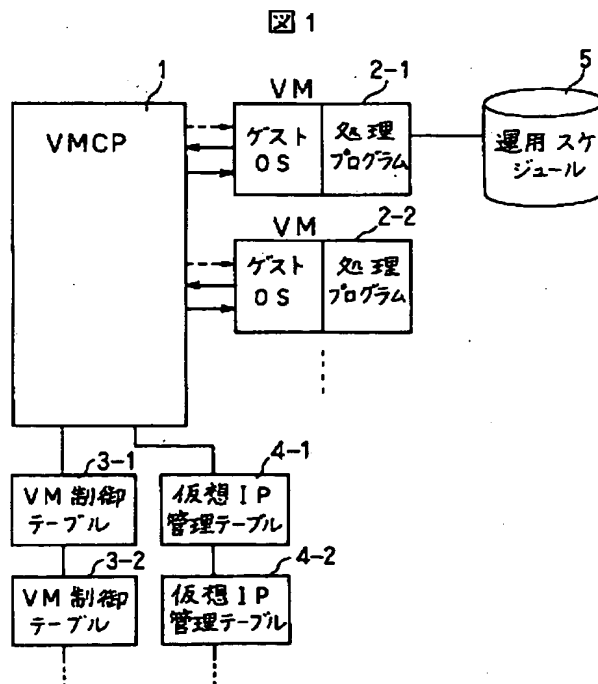 図 1
1
VMCP
VM
2-1
ゲスト
OS
処理
プログラム
5
運用スケ
ジュール
VM
2-2
ゲスト
OS
処理
プログラム
3-1
VM制御
テーブル
4-1
仮想IP
管理テーブル
3-2
VM制御
テーブル
4-2
仮想IP
管理テーブル